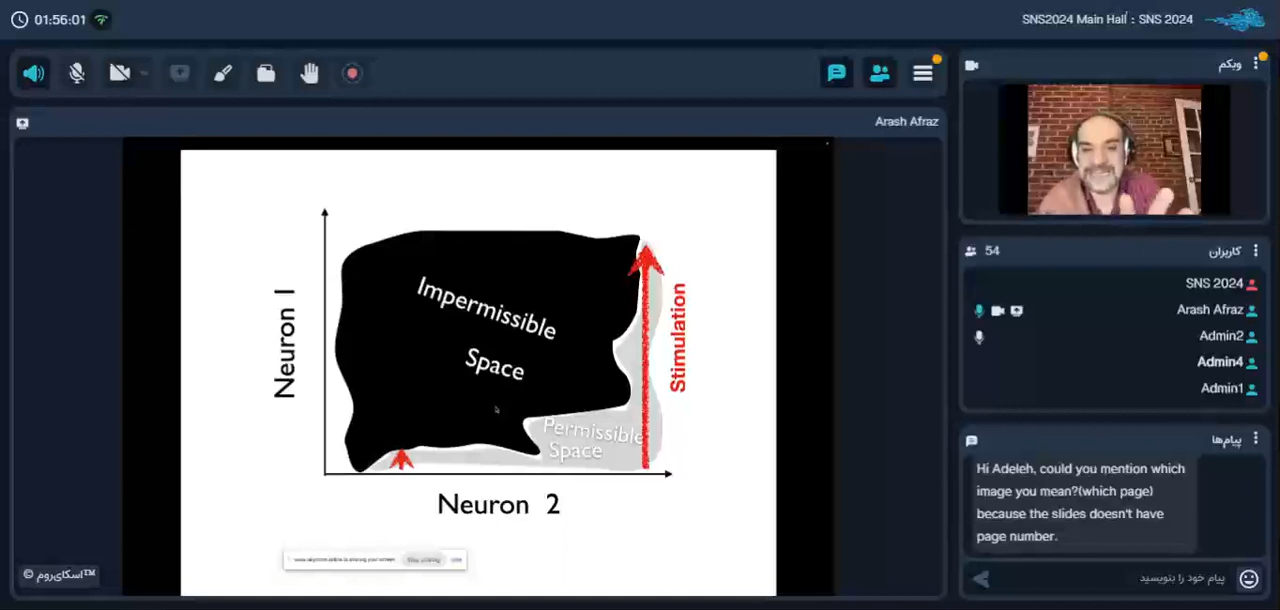 01:56:01
SNS2024 Main Hall : SNS 2024
Arash Afraz
Impermissible
Space
Permissible
Space
Neuron 1
Neuron 2
Stimulation
اسکای‌روم™ ©
وبکم
کاربران
54
SNS 2024
Arash Afraz
Admin2
Admin4
Admin1
پیام‌ها
Hi Adeleh, could you mention which
image you mean?(which page)
because the slides doesn't have
page number.
پیام خود را بنویسید